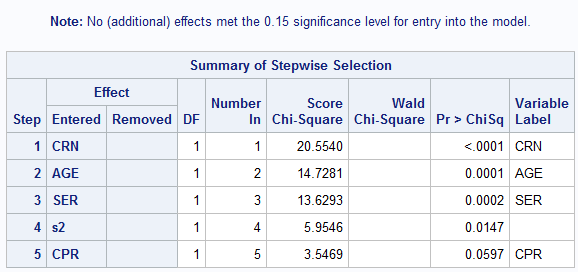 Note: No (additional) effects met the 0.15 significance level for entry into the model.
Summary of Stepwise Selection
Step Effect Entered Removed DF Number In Score Chi-Square Wald Chi-Square Pr > ChiSq Variable Label
1 CRN 1 1 20.5540 <.0001 CRN
2 AGE 1 2 14.7281 0.0001 AGE
3 SER 1 3 13.6293 0.0002 SER
4 s2 1 4 5.9546 0.0147
5 CPR 1 5 3.5469 0.0597 CPR